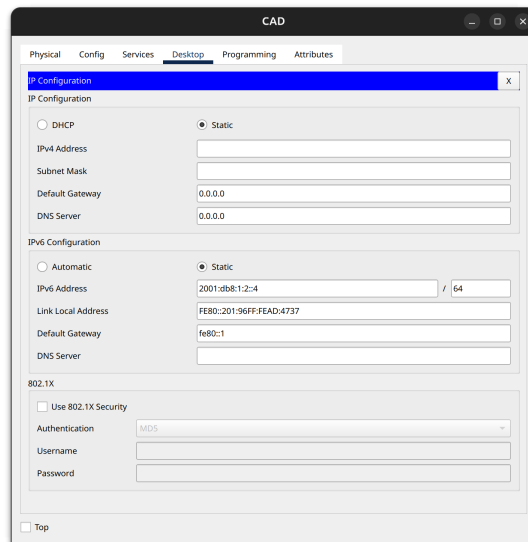 CAD
Physical Config Services Desktop Programming Attributes
IP Configuration X
IP Configuration
DHCP Static
IPv4 Address
Subnet Mask
Default Gateway 0.0.0.0
DNS Server 0.0.0.0
IPv6 Configuration
Automatic Static
IPv6 Address 2001:db8:1:2::4 / 64
Link Local Address FE80::201:96FF:FEAD:4737
Default Gateway fe80::1
DNS Server
802.1X
Use 802.1X Security
Authentication MD5
Username
Password
Top